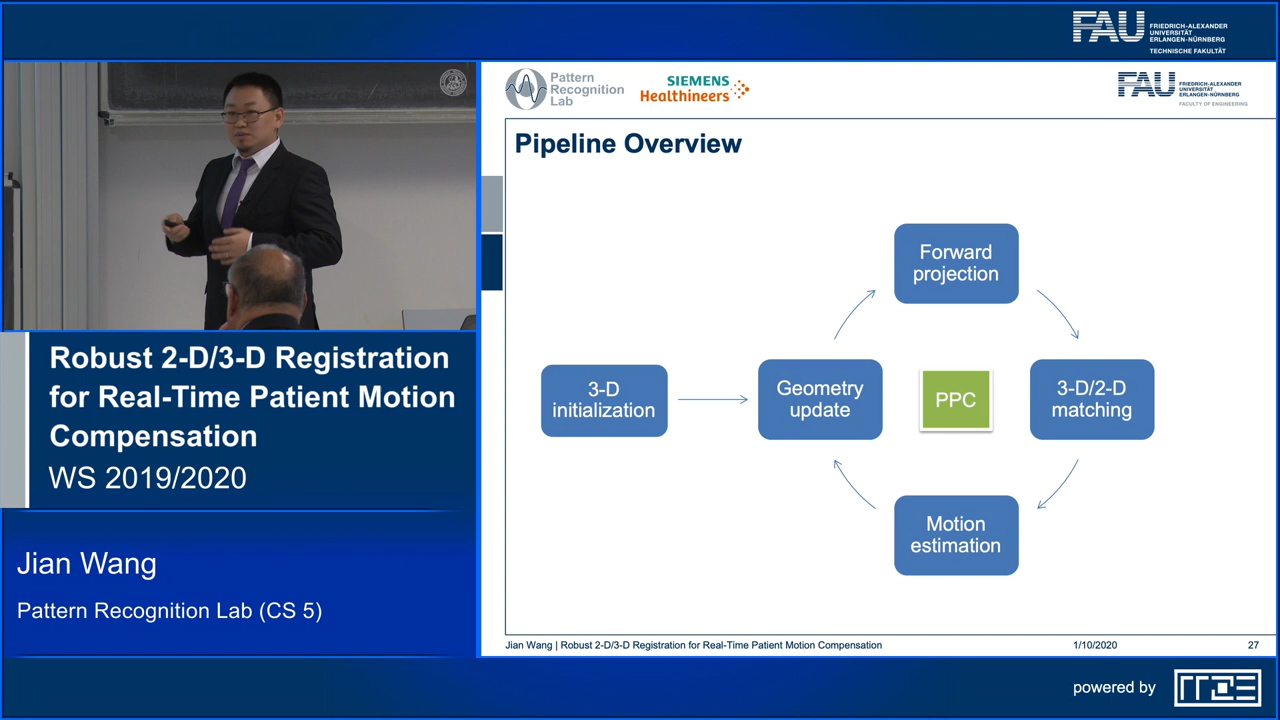 FAU
FRIEDRICH-ALEXANDER
UNIVERSITÄT
ERLANGEN-NÜRNBERG
TECHNISCHE FAKULTÄT
Pattern
Recognition
Lab
SIEMENS
Healthineers
FAU
FRIEDRICH-ALEXANDER
UNIVERSITÄT
ERLANGEN-NÜRNBERG
FACULTY OF ENGINEERING
Pipeline Overview
Forward
projection
3-D
initialization
Geometry
update
PPC
3-D/2-D
matching
Motion
estimation
Jian Wang | Robust 2-D/3-D Registration for Real-Time Patient Motion Compensation
1/10/2020
27
Robust 2-D/3-D Registration
for Real-Time Patient Motion
Compensation
WS 2019/2020
Jian Wang
Pattern Recognition Lab (CS 5)
powered by
rrze